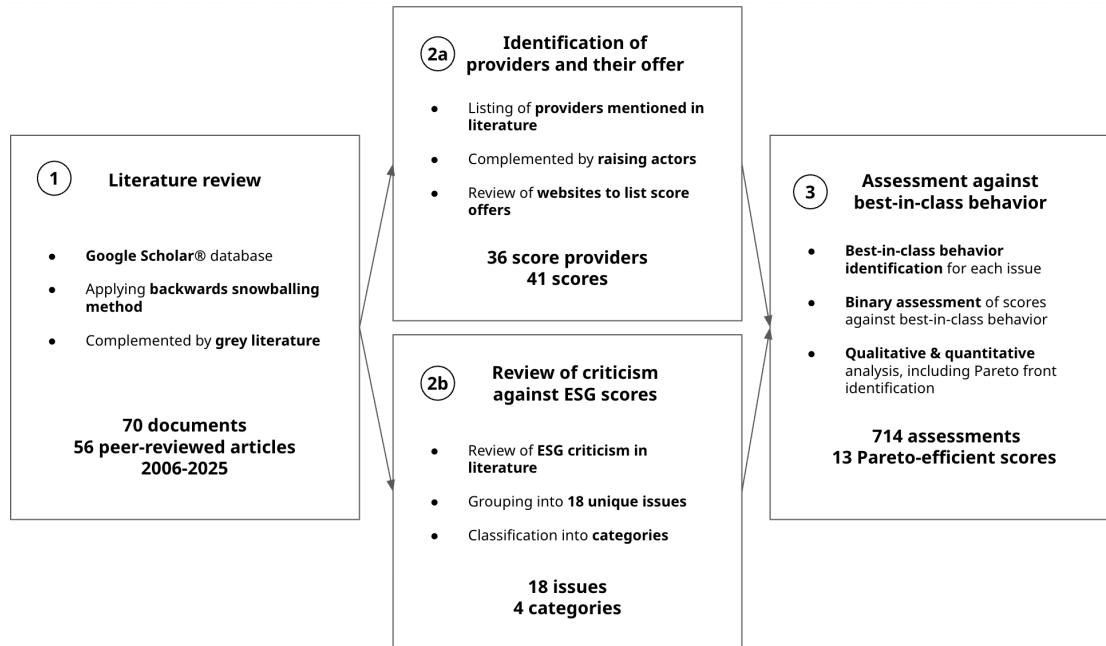 1
Literature review
● Google Scholar® database
● Applying backwards snowballing
method
● Complemented by grey literature
70 documents
56 peer-reviewed articles
2006-2025
2a
Identification of
providers and their offer
● Listing of providers mentioned in
literature
● Complemented by raising actors
● Review of websites to list score
offers
36 score providers
41 scores
2b
Review of criticism
against ESG scores
● Review of ESG criticism in
literature
● Grouping into 18 unique issues
● Classification into categories
18 issues
4 categories
3
Assessment against
best-in-class behavior
● Best-in-class behavior
identification for each issue
● Binary assessment of scores
against best-in-class behavior
● Qualitative & quantitative
analysis, including Pareto front
identification
714 assessments
13 Pareto-efficient scores